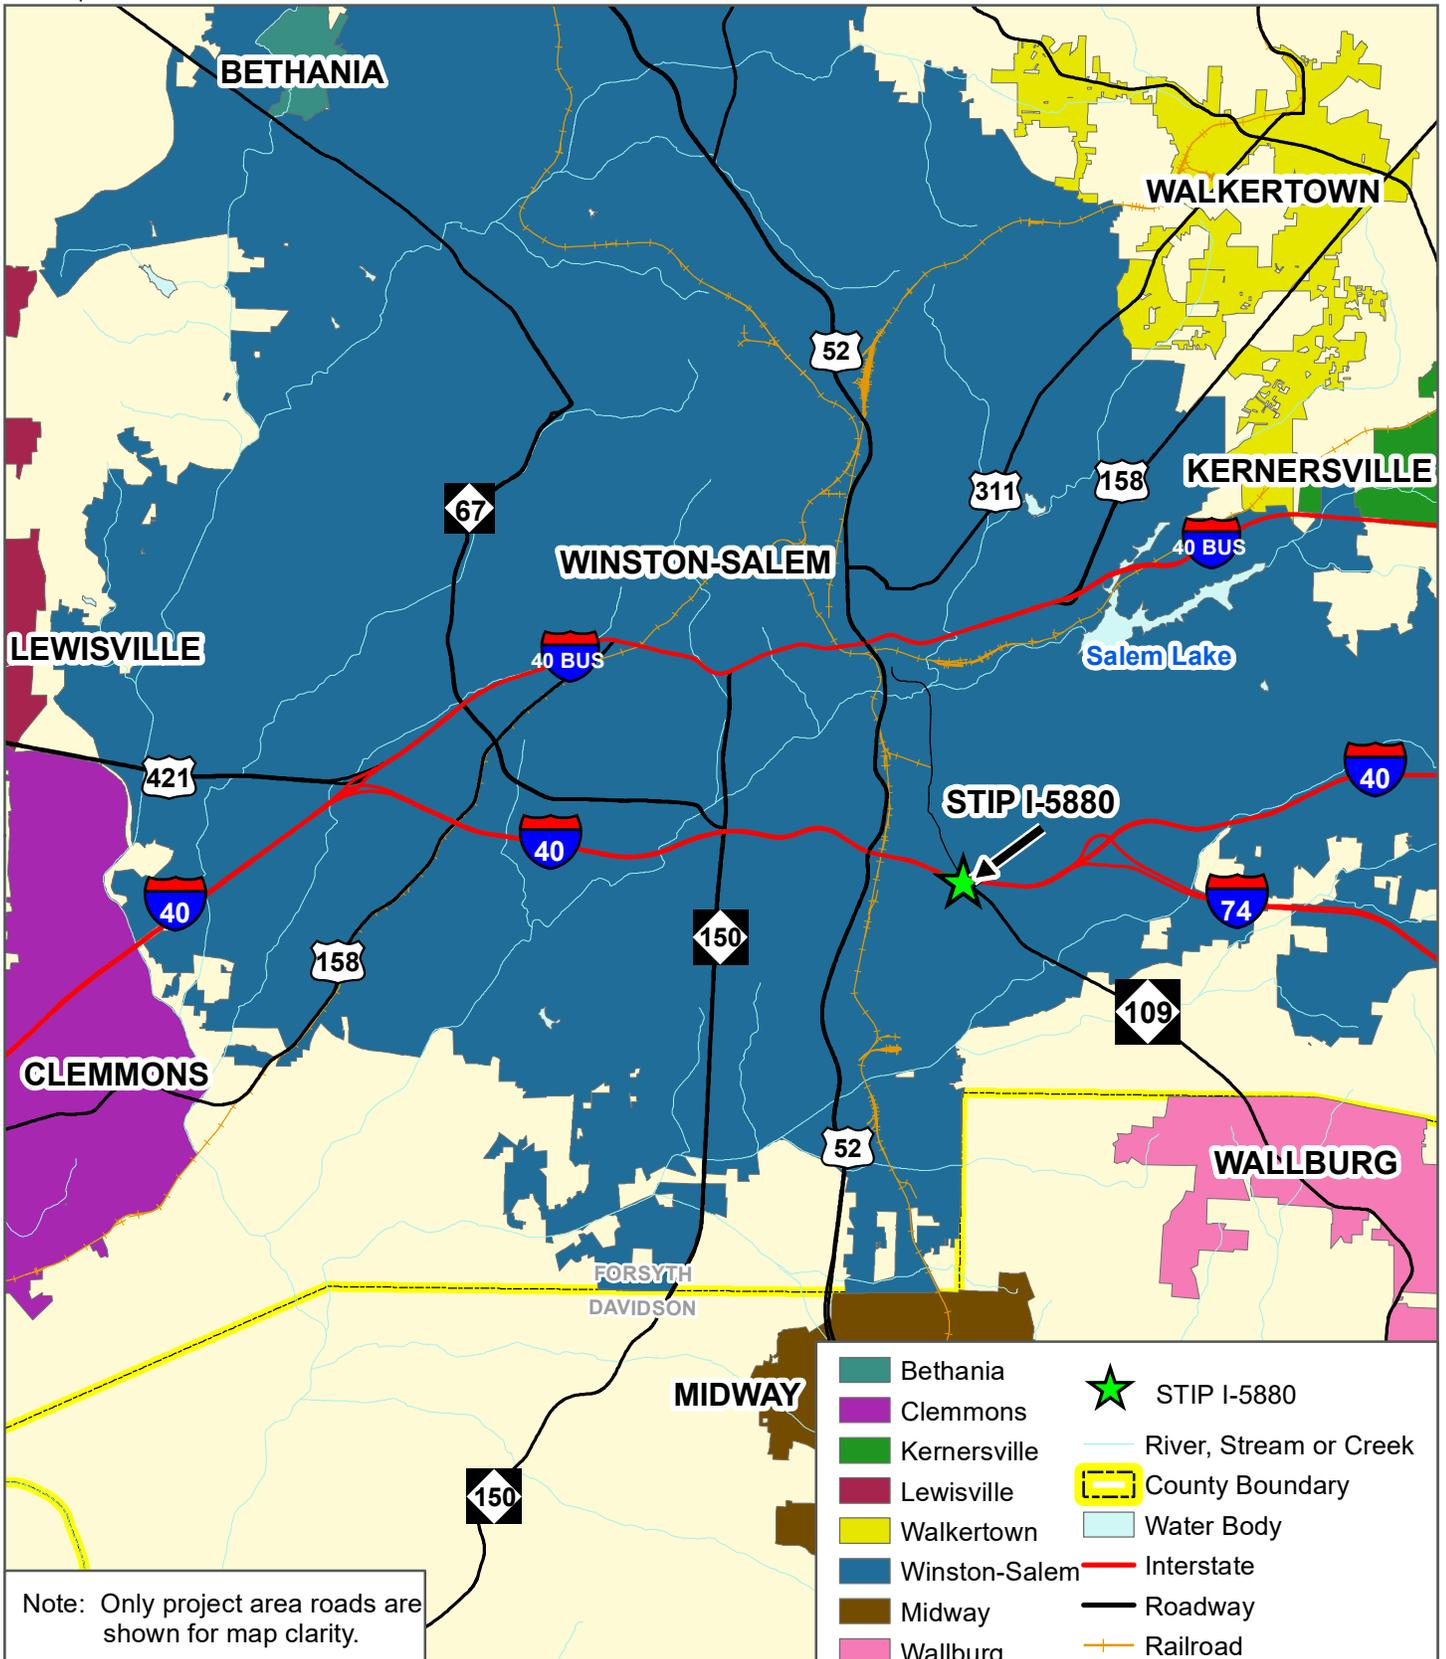 BETHANIA
WALKERTOWN
52
311
158
KERNERSVILLE
67
40 BUS
WINSTON-SALEM
LEWISVILLE
40 BUS
Salem Lake
421
40
STIP I-5880
40
40
74
150
158
109
CLEMMONS
52
WALLBURG
FORSYTH
DAVIDSON
MIDWAY
150
Bethania
Clemmons
Kernersville
Lewisville
Walkertown
Winston-Salem
Midway
Wallburg
STIP I-5880
River, Stream or Creek
County Boundary
Water Body
Interstate
Roadway
Railroad
Note: Only project area roads are
shown for map clarity.